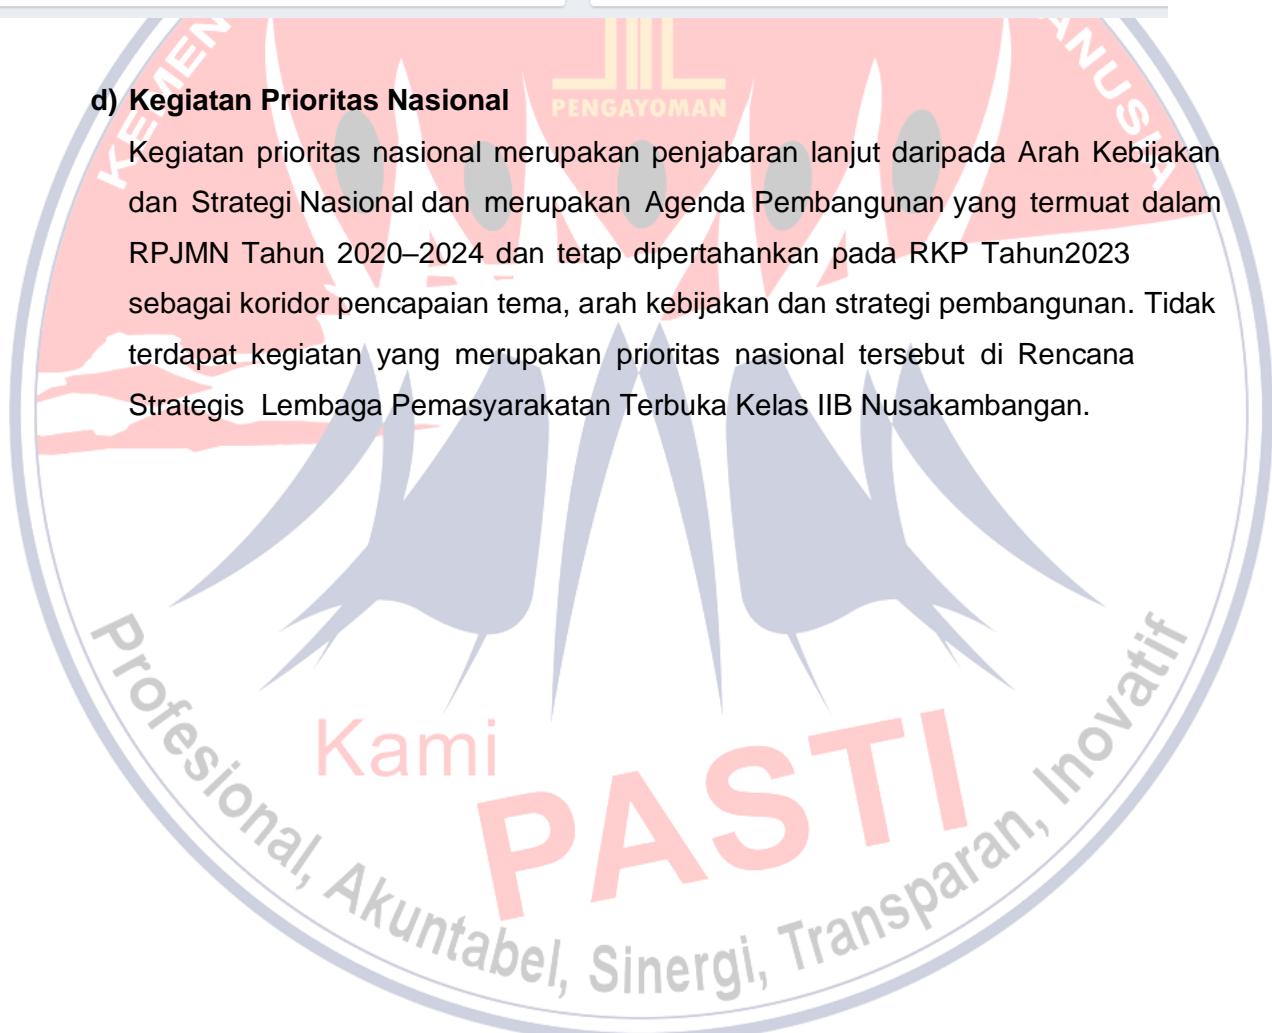 KEMEN
ANUSIA
PENGAYOMAN
d) Kegiatan Prioritas Nasional
Kegiatan prioritas nasional merupakan penjabaran lanjut daripada Arah Kebijakan
dan Strategi Nasional dan merupakan Agenda Pembangunan yang termuat dalam
RPJMN Tahun 2020–2024 dan tetap dipertahankan pada RKP Tahun2023
sebagai koridor pencapaian tema, arah kebijakan dan strategi pembangunan. Tidak
terdapat kegiatan yang merupakan prioritas nasional tersebut di Rencana
Strategis Lembaga Pemasyarakatan Terbuka Kelas IIB Nusakambangan.
Kami
PASTI
Profesional, Akuntabel, Sinergi, Transparan, Inovatif